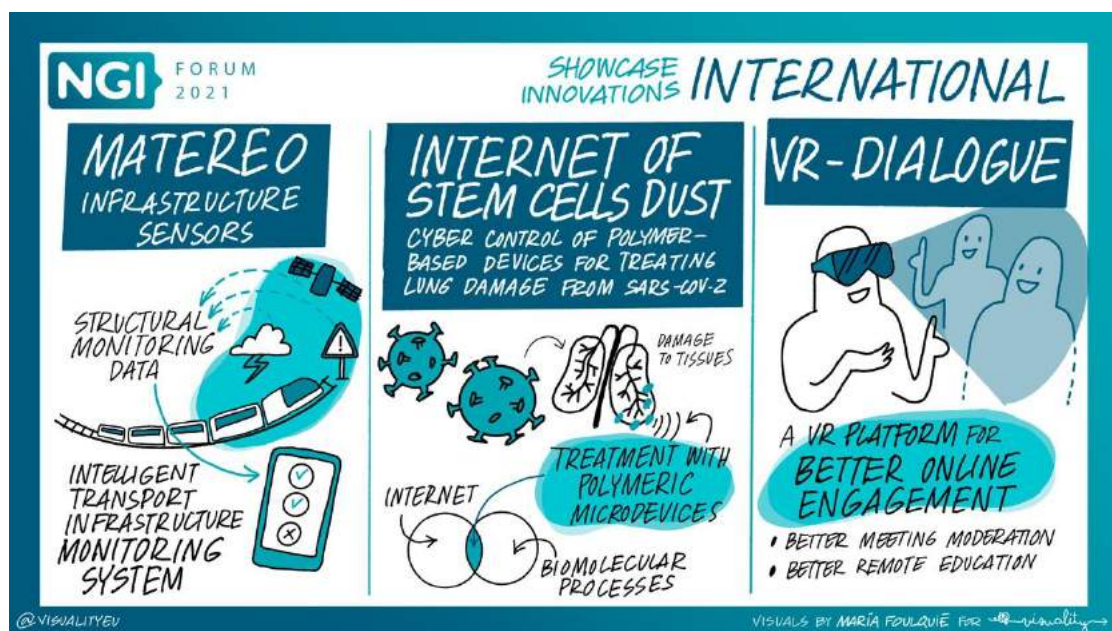 NGI
FORUM
2021
SHOWCASE
INNOVATIONS
INTERNATIONAL
MATEREO
INFRASTRUCTURE
SENSORS
STRUCTURAL
MONITORING
DATA
INTELLIGENT
TRANSPORT
INFRASTRUCTURE
MONITORING
SYSTEM
INTERNET OF
STEM CELLS DUST
CYBER CONTROL OF POLYMER-
BASED DEVICES FOR TREATING
LUNG DAMAGE FROM SARS-COV-2
DAMAGE
TO TISSUES
TREATMENT WITH
POLYMERIC
MICRODEVICES
INTERNET
BIOMOLECULAR
PROCESSES
VR-DIALOGUE
A VR PLATFORM FOR
BETTER ONLINE
ENGAGEMENT
• BETTER MEETING MODERATION
• BETTER REMOTE EDUCATION
@VISUALITYEU
VISUALS BY MARÍA FOULQUIÉ FOR visuality